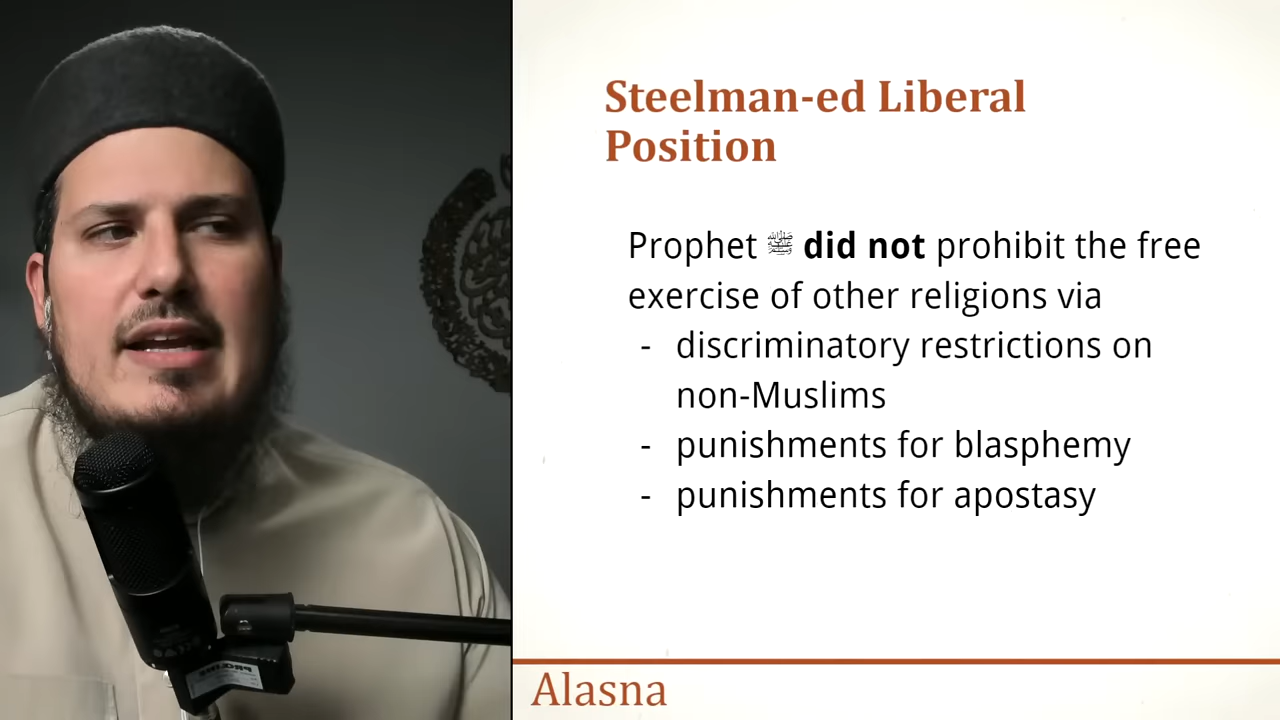 Steelman-ed Liberal
Position
Prophet ﷺ did not prohibit the free
exercise of other religions via
- discriminatory restrictions on
non-Muslims
- punishments for blasphemy
- punishments for apostasy
Alasna